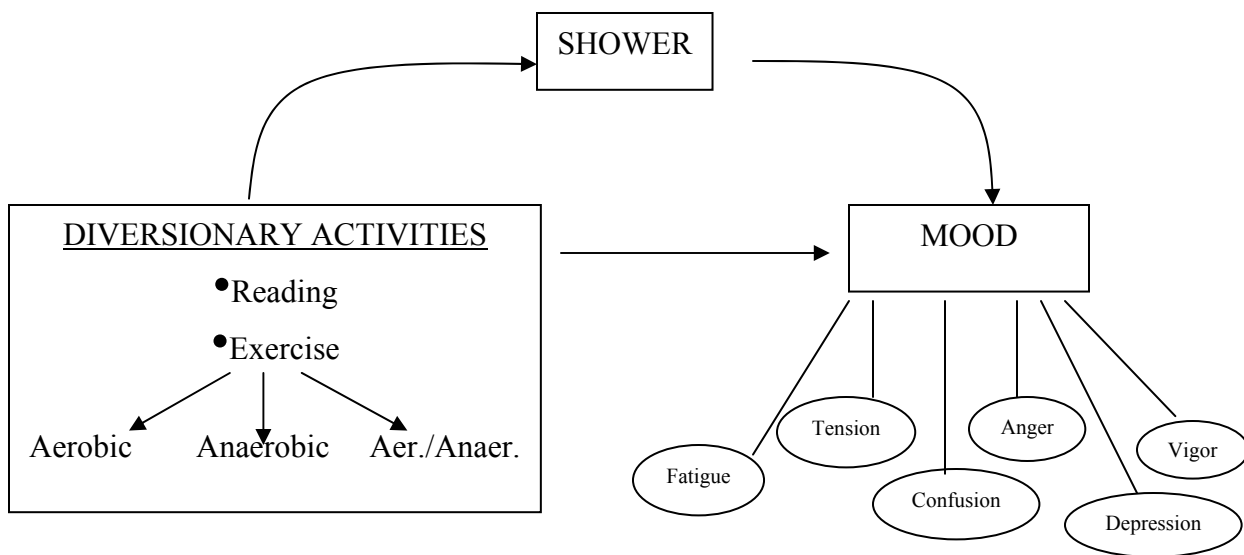 SHOWER
DIVERSIONARY ACTIVITIES
•Reading
•Exercise
Aerobic Anaerobic Aer./Anaer.
MOOD
Fatigue
Tension
Confusion
Anger
Depression
Vigor